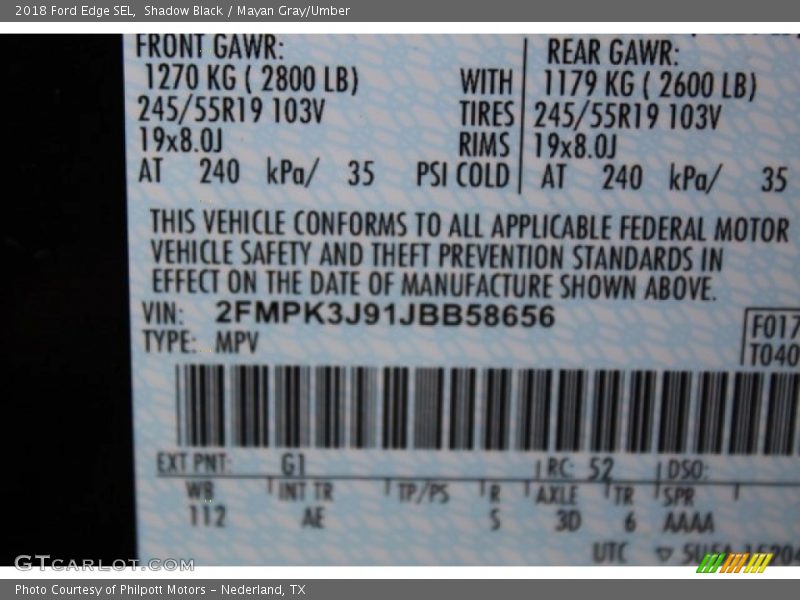 2018 Ford Edge SEL, Shadow Black / Mayan Gray/Umber
FRONT GAWR: REAR GAWR:
1270 KG ( 2800 LB) WITH 1179 KG ( 2600 LB)
245/55R19 103V TIRES 245/55R19 103V
19x8.0J RIMS 19x8.0J
AT 240 kPa/ 35 PSI COLD AT 240 kPa/ 35
THIS VEHICLE CONFORMS TO ALL APPLICABLE FEDERAL MOTOR
VEHICLE SAFETY AND THEFT PREVENTION STANDARDS IN
EFFECT ON THE DATE OF MANUFACTURE SHOWN ABOVE.
VIN: 2FMPK3J91JBB58656
F017
TYPE: MPV
T040
EXT PNT: G1 RC: 52 DSO:
WB INT TR TP/PS R AXLE TR SPR
112 AE S 3D 6 AAAA
UTC
GTcarlot.com
Photo Courtesy of Philpott Motors – Nederland, TX